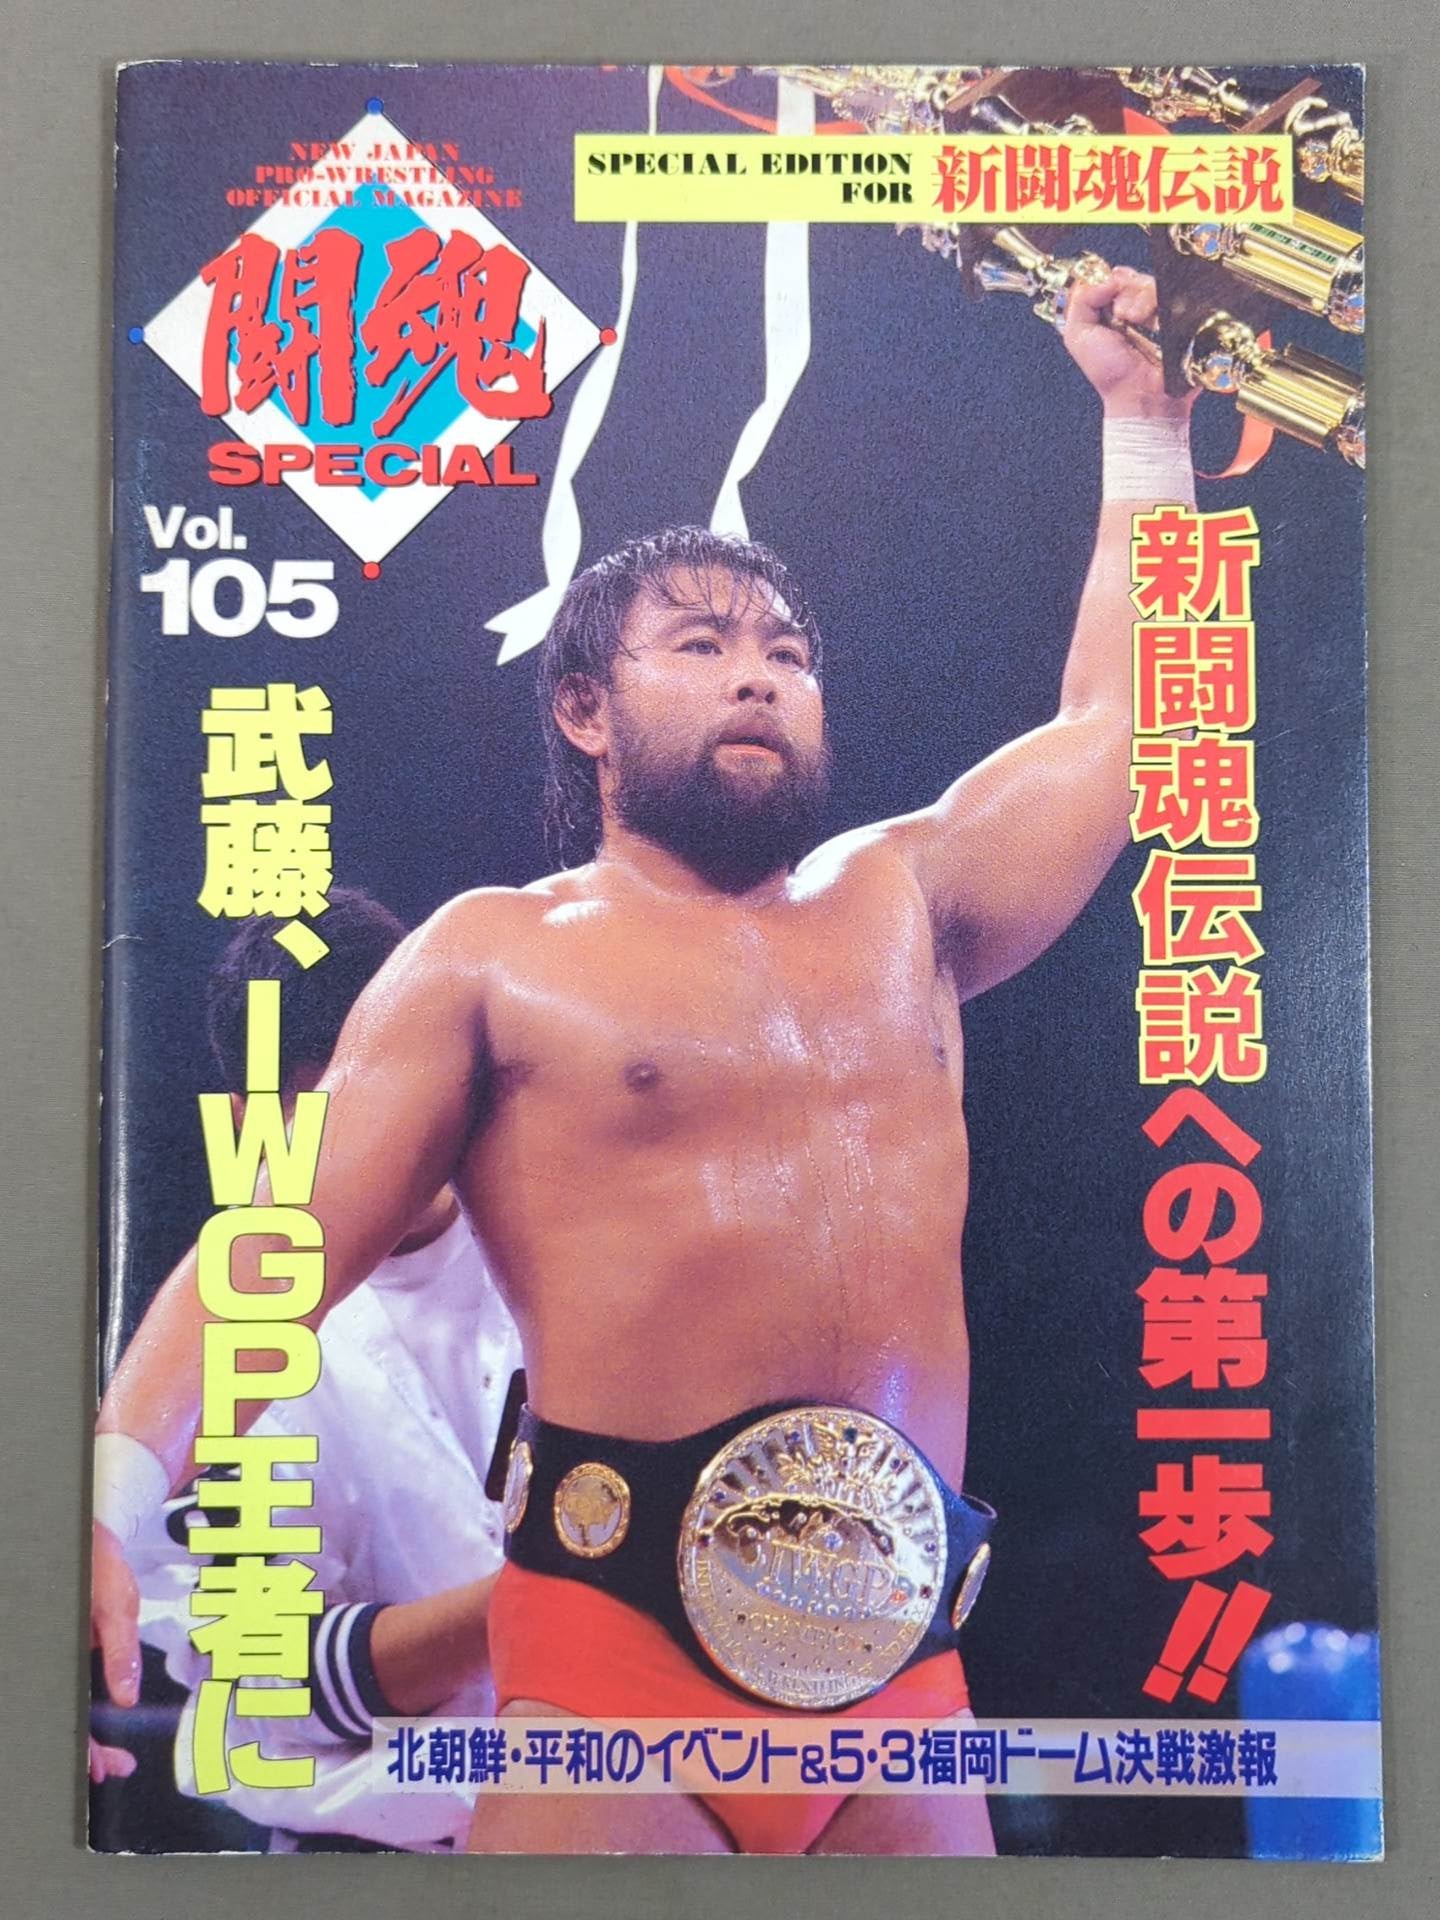 NEW JAPAN
PRO-WRESTLING
OFFICIAL MAGAZINE
闘魂
SPECIAL
Vol.
105
SPECIAL EDITION
FOR
新闘魂伝説
新闘魂伝説への第一歩!!
武藤、IWGP王者に
IWGP
北朝鮮・平和のイベント&5・3福岡ドーム決戦激報